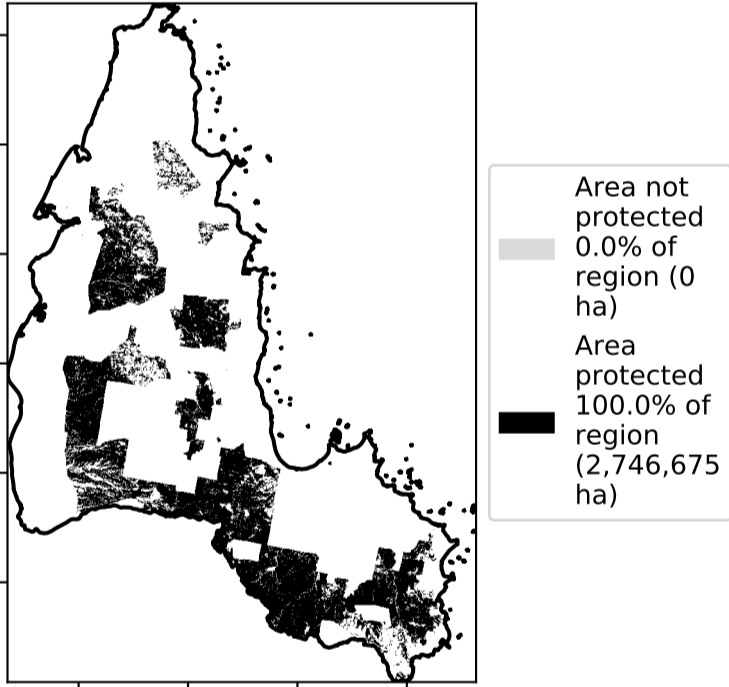 Area not
protected
0.0% of
region (0
ha)
Area
protected
100.0% of
region
(2,746,675
ha)